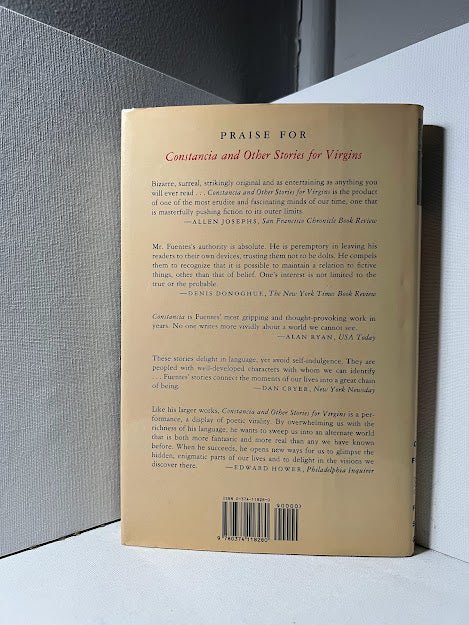 PRAISE FOR
Constancia and Other Stories for Virgins
Bizarre, surreal, strikingly original and as entertaining as anything you
will ever read . . . Constancia and Other Stories for Virgins is the product
of one of the most erudite and fascinating minds of our time, one that
is masterfully pushing fiction to its outer limits.
—ALLEN JOSEPHS, San Francisco Chronicle Book Review
Mr. Fuentes's authority is absolute. He is peremptory in leaving his
readers to their own devices, trusting them not to be dolts. He compels
them to recognize that it is possible to maintain a relation to fictive
things, other than that of belief. One's interest is not limited to the
true or the probable.
—DENIS DONOGHUE, The New York Times Book Review
Constancia is Fuentes' most gripping and thought-provoking work in
years. No one writes more vividly about a world we cannot see.
—ALAN RYAN, USA Today
These stories delight in language, yet avoid self-indulgence. They are
peopled with well-developed characters with whom we can identify
. . . Fuentes' stories connect the moments of our lives into a great chain
of being.
—DAN CRYER, New York Newsday
Like his larger works, Constancia and Other Stories for Virgins is a per-
formance, a display of poetic virility. By overwhelming us with the
richness of his language, he wants to sweep us into an alternate world
that is both more fantastic and more real than any we have known
before. When he succeeds, he opens new ways for us to glimpse the
hidden, enigmatic parts of our lives and to delight in the visions we
discover there.
—EDWARD HOWER, Philadelphia Inquirer
ISBN 0-374-11828-0
90000>
9 780374 118280